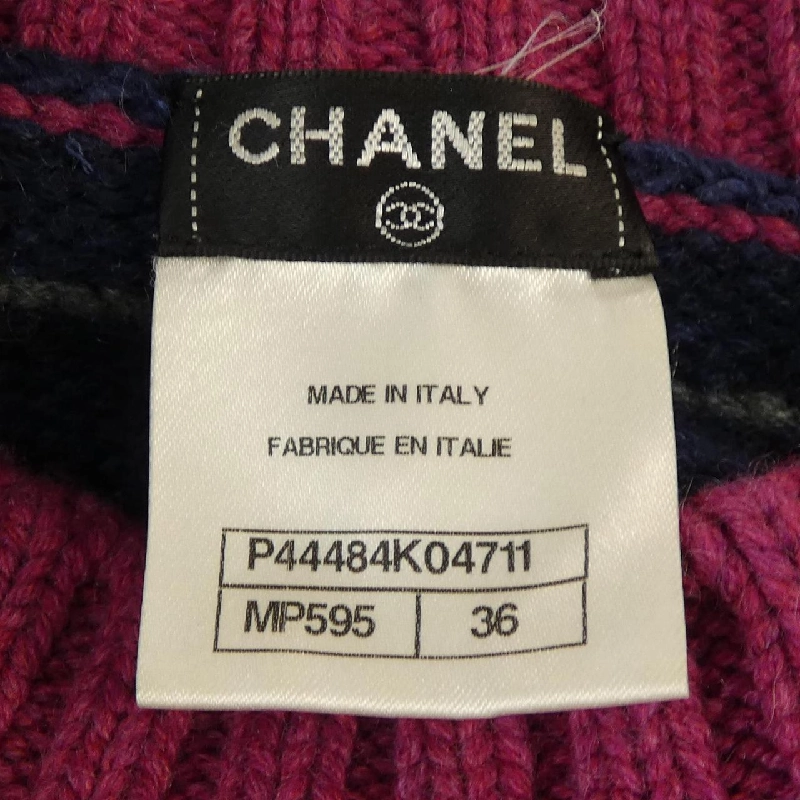 CHANEL
MADE IN ITALY
FABRIQUE EN ITALIE
P44484K04711
MP595 36